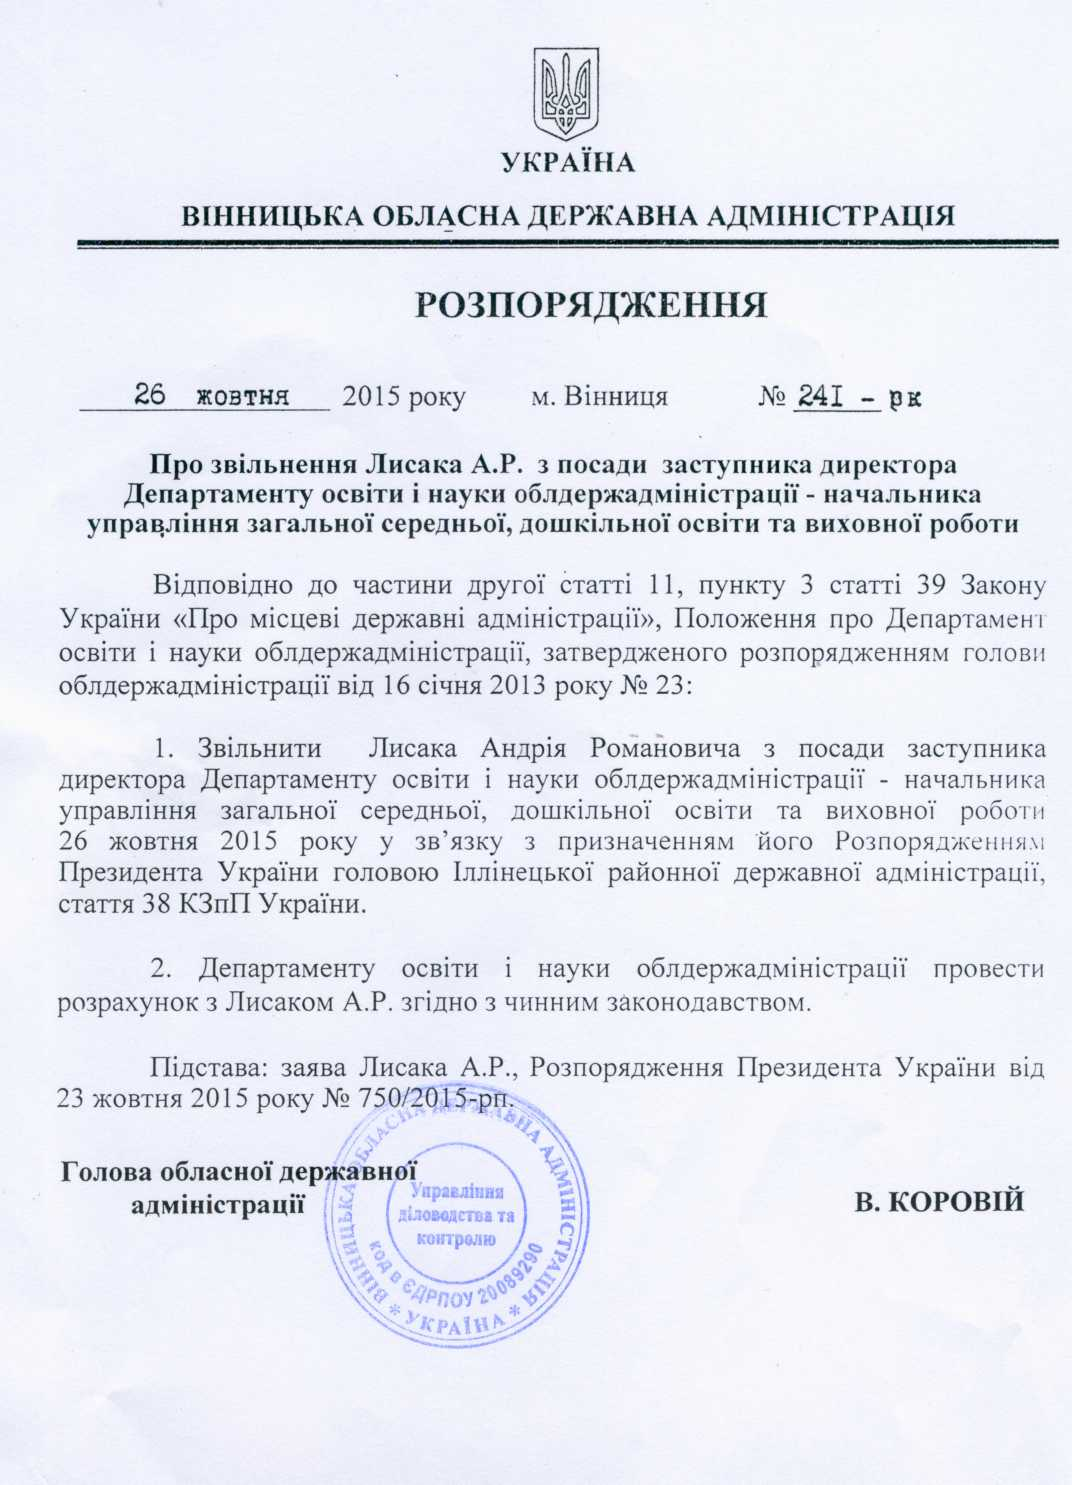 УКРАЇНА
ВІННИЦЬКА ОБЛАСНА ДЕРЖАВНА АДМІНІСТРАЦІЯ
РОЗПОРЯДЖЕННЯ
26 жовтня 2015 року м. Вінниця № 24I - рк
Про звільнення Лисака А.Р. з посади заступника директора
Департаменту освіти і науки облдержадміністрації - начальника
управління загальної середньої, дошкільної освіти та виховної роботи
Відповідно до частини другої статті 11, пункту 3 статті 39 Закону
України «Про місцеві державні адміністрації», Положення про Департамент
освіти і науки облдержадміністрації, затвердженого розпорядженням голови
облдержадміністрації від 16 січня 2013 року № 23:
1. Звільнити Лисака Андрія Романовича з посади заступника
директора Департаменту освіти і науки облдержадміністрації - начальника
управління загальної середньої, дошкільної освіти та виховної роботи
26 жовтня 2015 року у зв’язку з призначенням його Розпорядженням
Президента України головою Іллінецької районної державної адміністрації,
стаття 38 КЗпП України.
2. Департаменту освіти і науки облдержадміністрації провести
розрахунок з Лисаком А.Р. згідно з чинним законодавством.
Підстава: заява Лисака А.Р., Розпорядження Президента України від
23 жовтня 2015 року № 750/2015-рп.
Голова обласної державної
адміністрації
В. КОРОВІЙ
ВІННИЦЬКА ОБЛАСНА ДЕРЖАВНА АДМІНІСТРАЦІЯ
* УКРАЇНА *
Управління
діловодства та
контролю
код в ЄДРПОУ 20089290